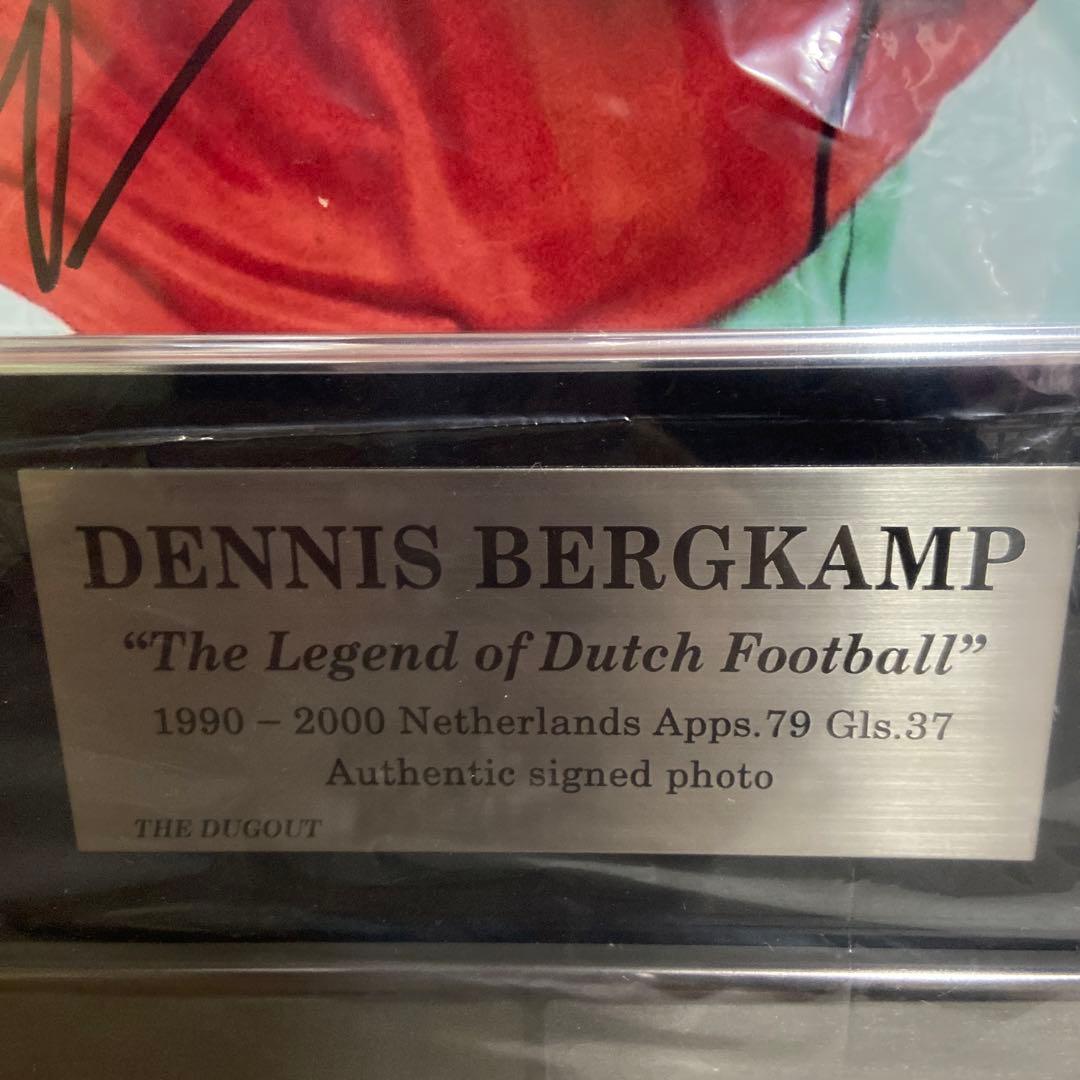 DENNIS BERGKAMP
“The Legend of Dutch Football”
1990 – 2000 Netherlands Apps.79 Gls.37
Authentic signed photo
THE DUGOUT